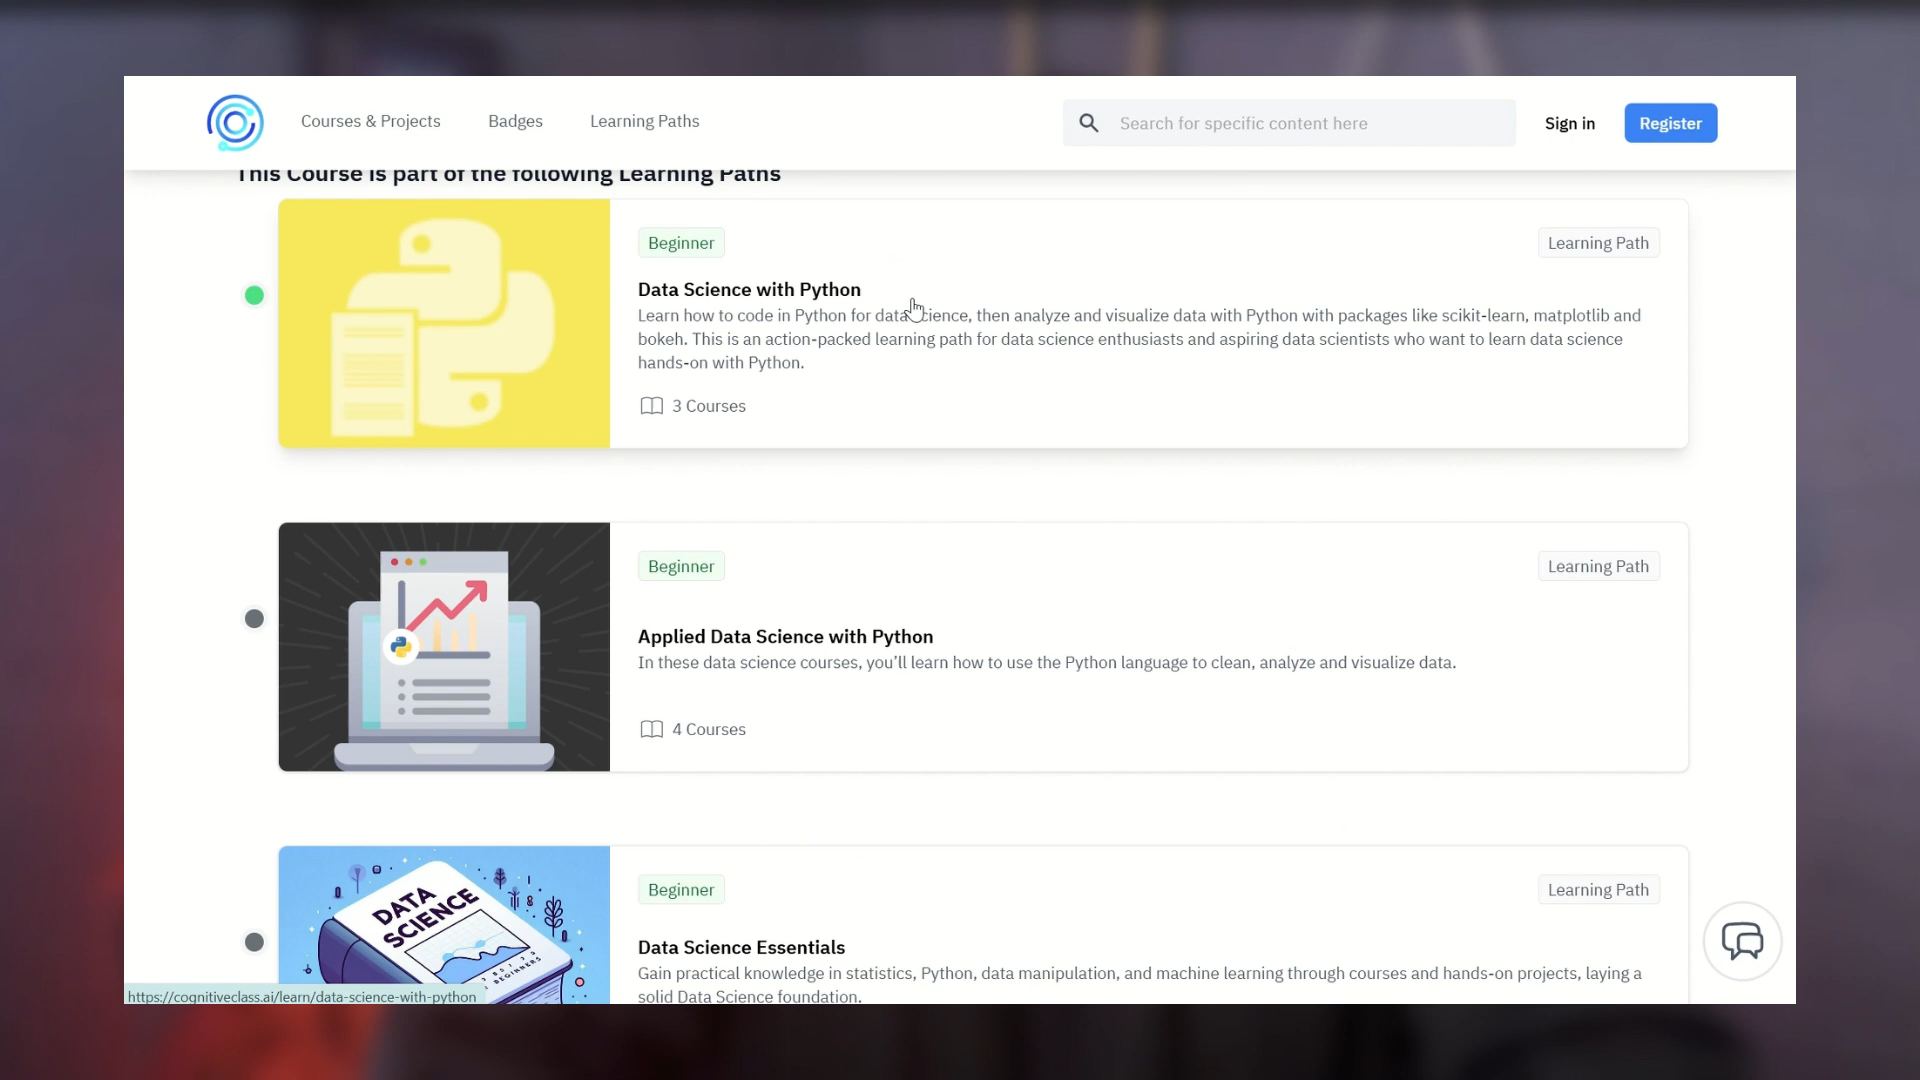 Courses & Projects
Badges
Learning Paths
Search for specific content here
Sign in
Register
This Course is part of the following Learning Paths
Beginner
Learning Path
Data Science with Python
Learn how to code in Python for data science, then analyze and visualize data with Python with packages like scikit-learn, matplotlib and
bokeh. This is an action-packed learning path for data science enthusiasts and aspiring data scientists who want to learn data science
hands-on with Python.
3 Courses
Beginner
Learning Path
Applied Data Science with Python
In these data science courses, you’ll learn how to use the Python language to clean, analyze and visualize data.
4 Courses
DATA
SCIENCE
BEGINNERS
Beginner
Learning Path
Data Science Essentials
Gain practical knowledge in statistics, Python, data manipulation, and machine learning through courses and hands-on projects, laying a
solid Data Science foundation.
https://cognitiveclass.ai/learn/data-science-with-python